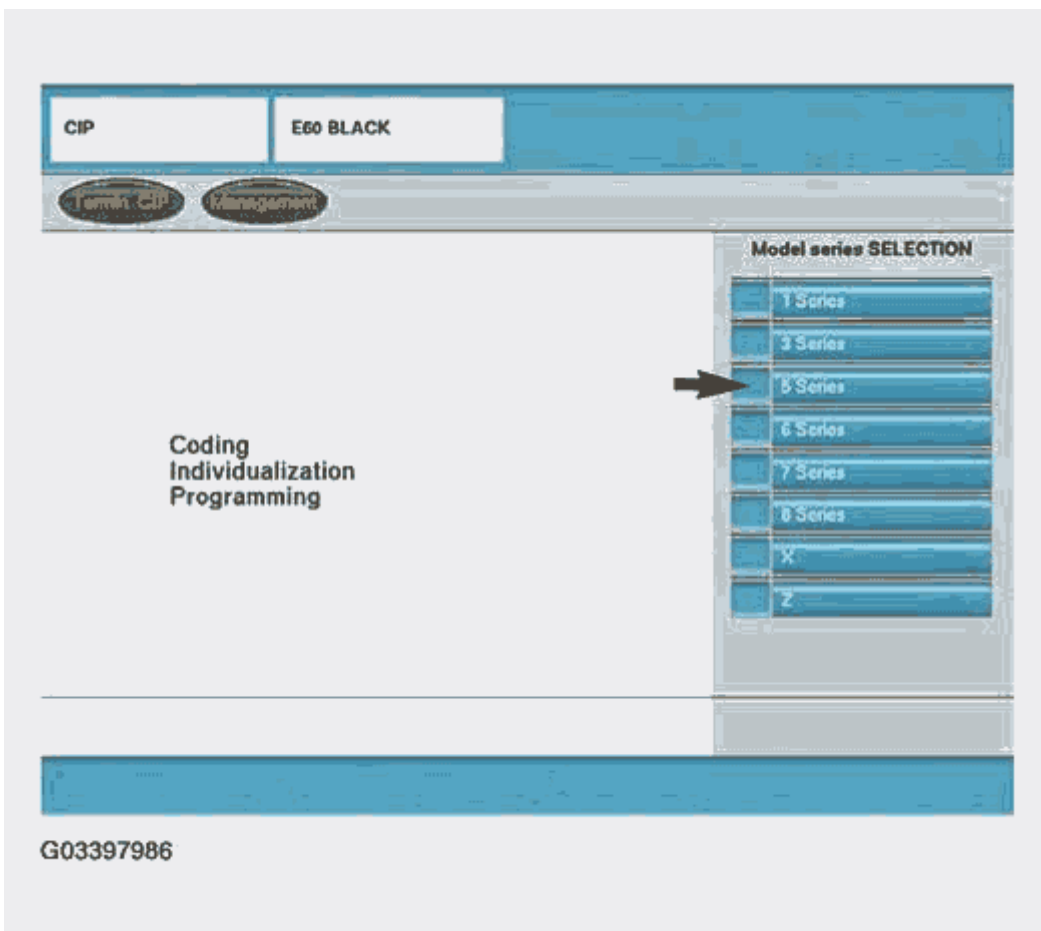 CIP
E60 BLACK
Termin. CIP
Management
Model series SELECTION
1 Series
3 Series
5 Series
6 Series
7 Series
8 Series
X
Z
Coding
Individualization
Programming
G03397986